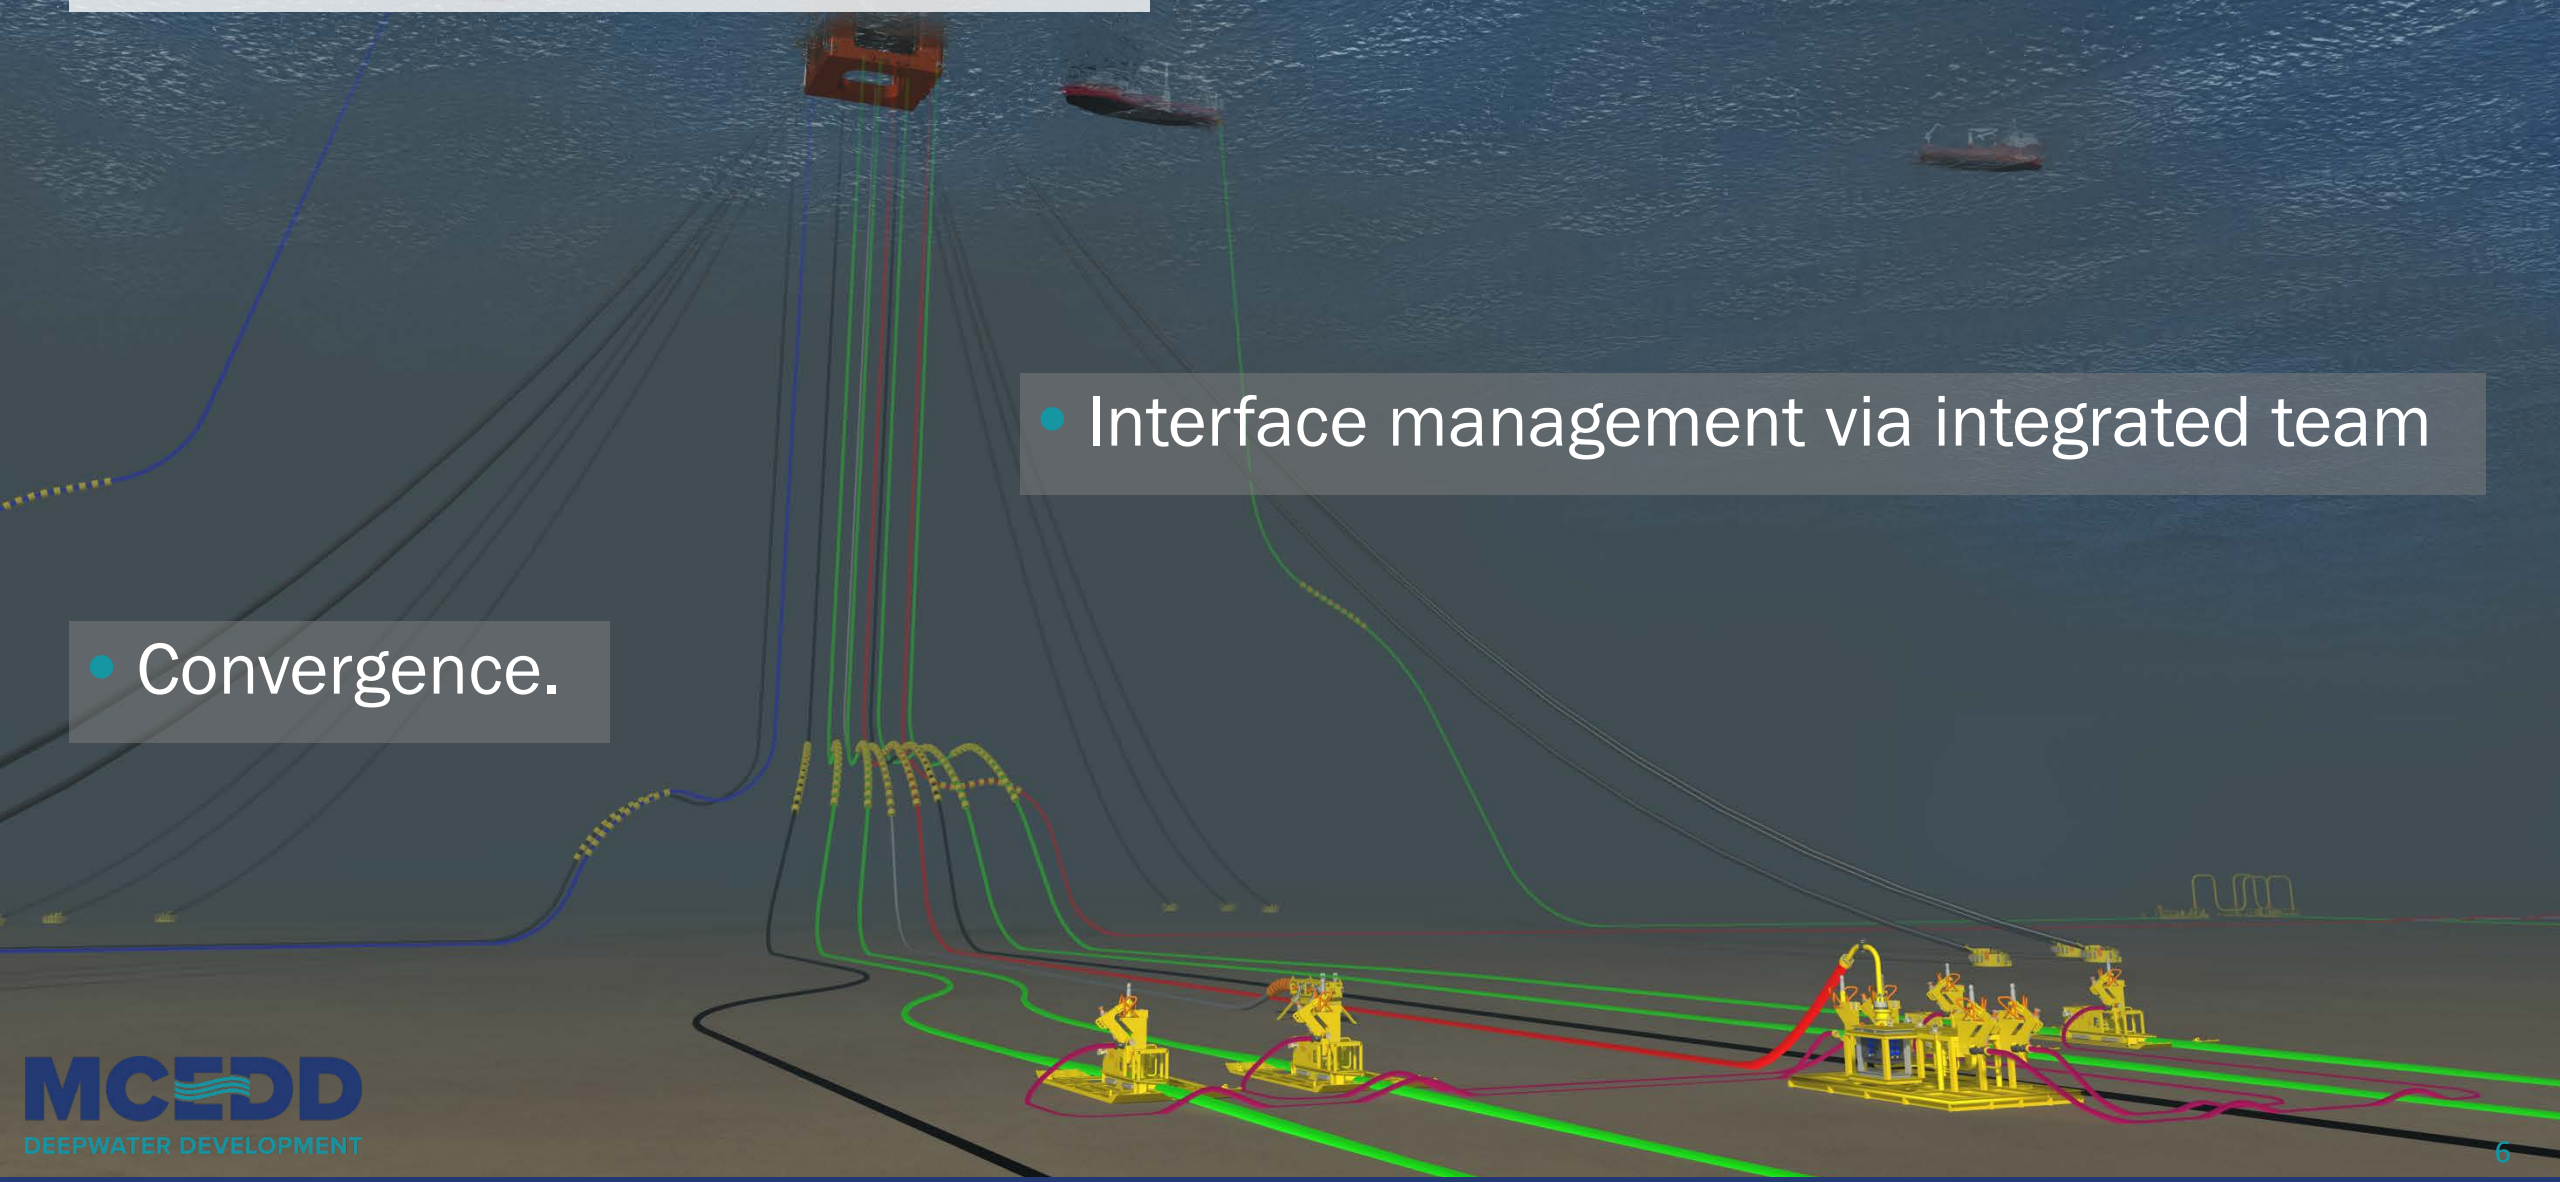 • Interface management via integrated team
• Convergence.
MCEDD
DEEPWATER DEVELOPMENT
6